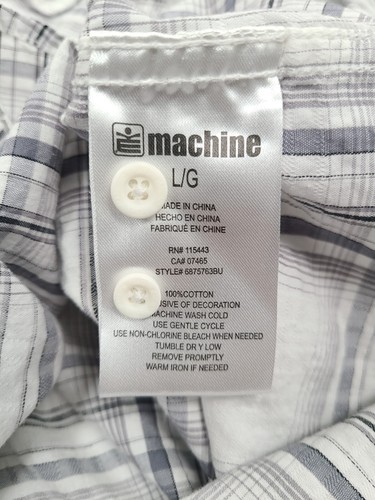 machine
L/G
ADE IN CHINA
HECHO EN CHINA
FABRIQUÉ EN CHINE
RN# 115443
CA# 07465
STYLE# 6875763BU
100%COTTON
USIVE OF DECORATION
MACHINE WASH COLD
USE GENTLE CYCLE
USE NON-CHLORINE BLEACH WHEN NEEDED
TUMBLE DRY LOW
REMOVE PROMPTLY
WARM IRON IF NEEDED